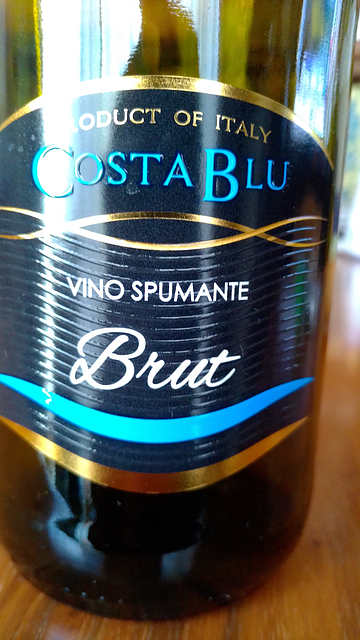 PRODUCT OF ITALY
COSTA BLU
VINO SPUMANTE
Brut